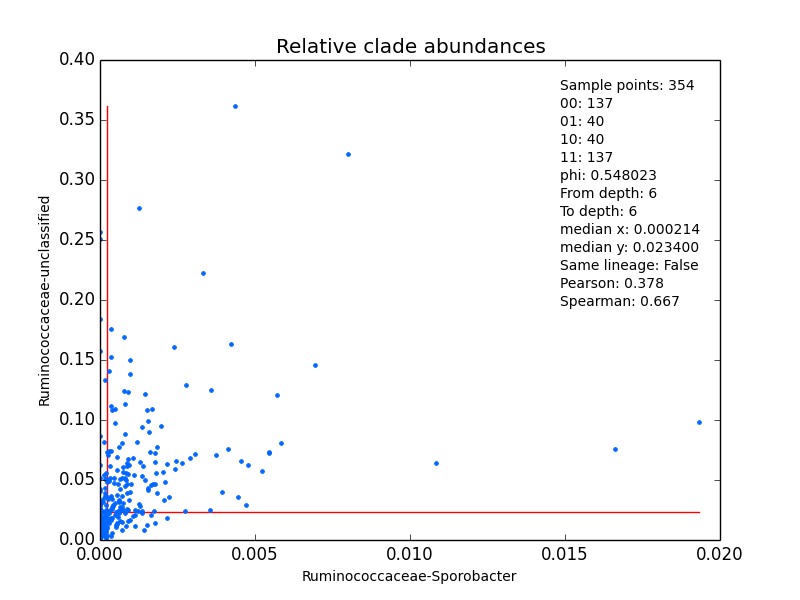 Relative clade abundances
0.40
0.35
0.30
0.25
0.20
0.15
0.10
0.05
0.00
Ruminococcaceae-unclassified
Sample points: 354
00: 137
01: 40
10: 40
11: 137
phi: 0.548023
From depth: 6
To depth: 6
median x: 0.000214
median y: 0.023400
Same lineage: False
Pearson: 0.378
Spearman: 0.667
0.000 0.005 0.010 0.015 0.020
Ruminococcaceae-Sporobacter